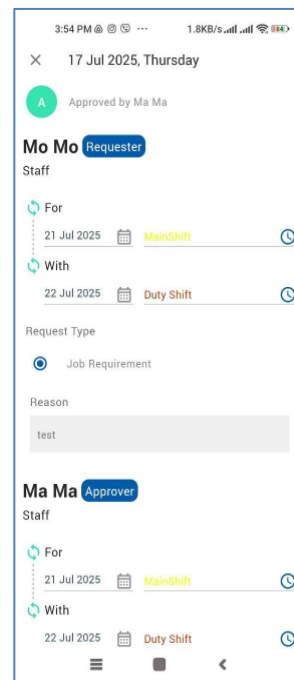 3:54 PM ··· 1.8KB/s 84
17 Jul 2025, Thursday
A Approved by Ma Ma
Mo Mo Requester
Staff
For
21 Jul 2025 MainShift
With
22 Jul 2025 Duty Shift
Request Type
Job Requirement
Reason
test
Ma Ma Approver
Staff
For
21 Jul 2025 MainShift
With
22 Jul 2025 Duty Shift